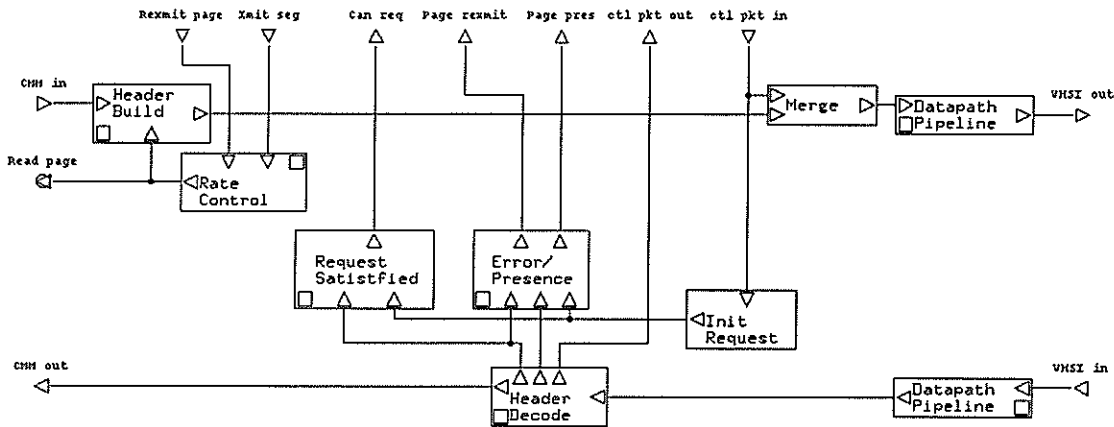 Rexmit page Xmit seg Can req Page rexmit Page pres ctl pkt out ctl pkt in
CMM in
Header
Build
Merge
Datapath
Pipeline
VHSI out
Read page
Rate
Control
Request
Satistfied
Error/
Presence
Init
Request
CMM out
Header
Decode
Datapath
Pipeline
VHSI in